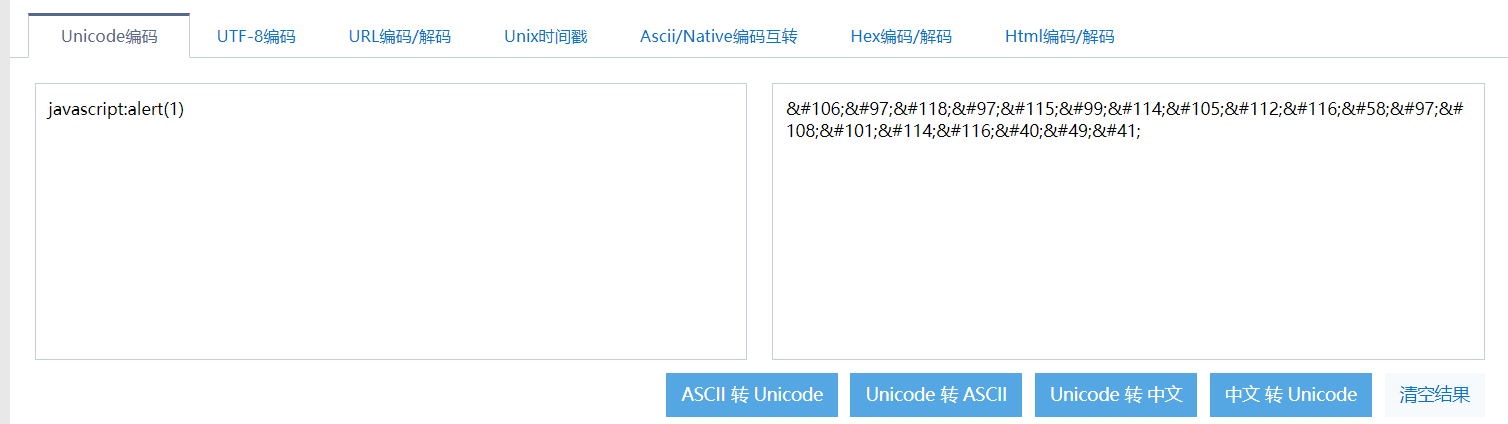 Unicode编码 UTF-8编码 URL编码/解码 Unix时间戳 Ascii/Native编码互转 Hex编码/解码 Html编码/解码
javascript:alert(1)
&#106;&#97;&#118;&#97;&#115;&#99;&#114;&#105;&#112;&#116;&#58;&#97;&#
108;&#101;&#114;&#116;&#40;&#49;&#41;
ASCII 转 Unicode Unicode 转 ASCII Unicode 转 中文 中文 转 Unicode 清空结果